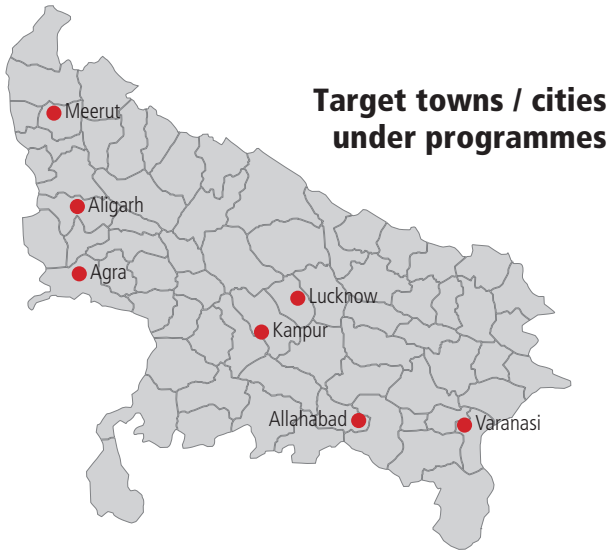 Target towns / cities
under programmes
Meerut
Aligarh
Agra
Lucknow
Kanpur
Allahabad
Varanasi